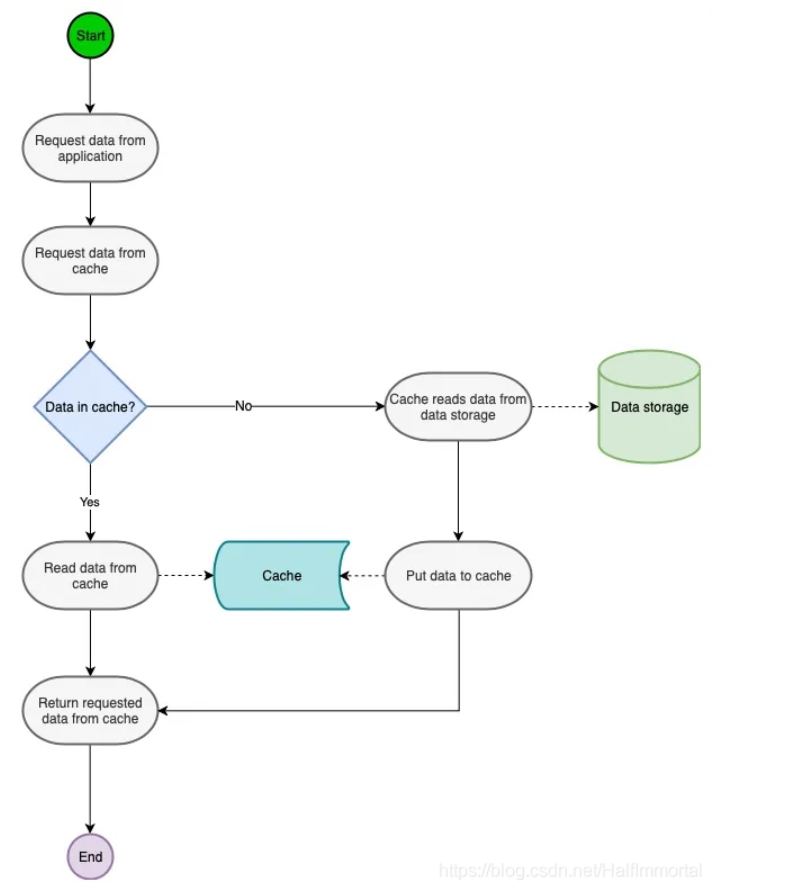 Start
Request data from
application
Request data from
cache
Data in cache?
No
Cache reads data from
data storage
Data storage
Yes
Read data from
cache
Cache
Put data to cache
Return requested
data from cache
End
https://blog.csdn.net/HalfImmortal